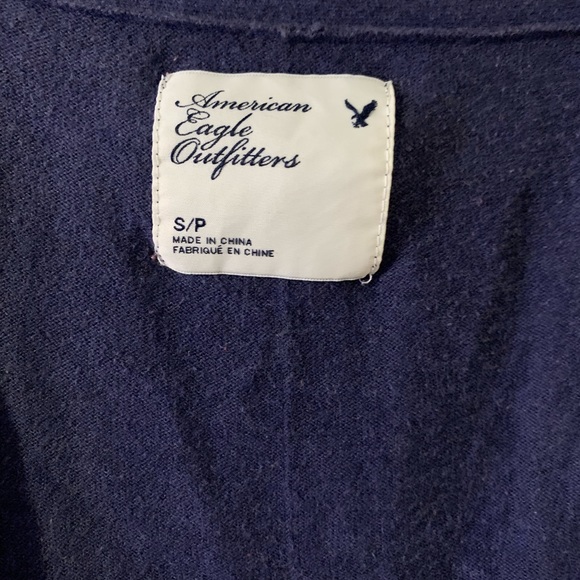 American
Eagle
Outfitters
S/P
MADE IN CHINA
FABRIQUÉ EN CHINE